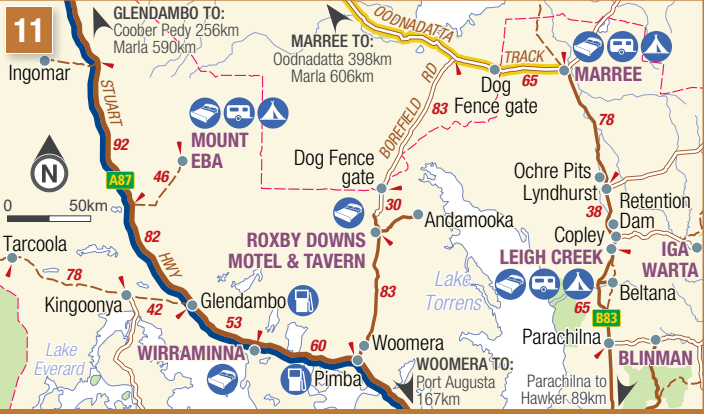 11
GLENDAMBO TO:
Coober Pedy 256km
Marla 590km
MARREE TO:
Oodnadatta 398km
Marla 606km
OODNADATTA
TRACK
65
MARREE
Ingomar
STUART
92
MOUNT
EBA
46
A87
N
0 50km
BOREFIELD RD
83
Dog
Fence gate
78
Dog Fence
gate
30
Ochre Pits
Lyndhurst
38
Retention
Dam
Andamooka
ROXBY DOWNS
MOTEL & TAVERN
Copley
LEIGH CREEK
IGA
WARTA
82
HWY
Tarcoola
78
Kingoonya
42
Glendambo
83
Lake
Torrens
65
Beltana
B83
53
60
Woomera
Parachilna
WIRRAMINNA
Pimba
Lake
Everard
WOOMERA TO:
Port Augusta
167km
BLINMAN
Parachilna to
Hawker 89km